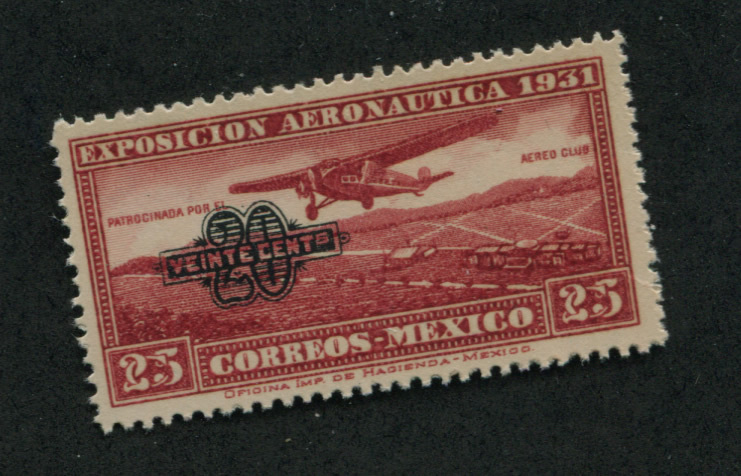 EXPOSICION AERONAUTICA 1931
PATROCINADA POR EL AEREO CLUB
20
VEINTE CENTS
25 CORREOS-MEXICO 25
OFICINA IMP. DE HACIENDA-MEXICO.